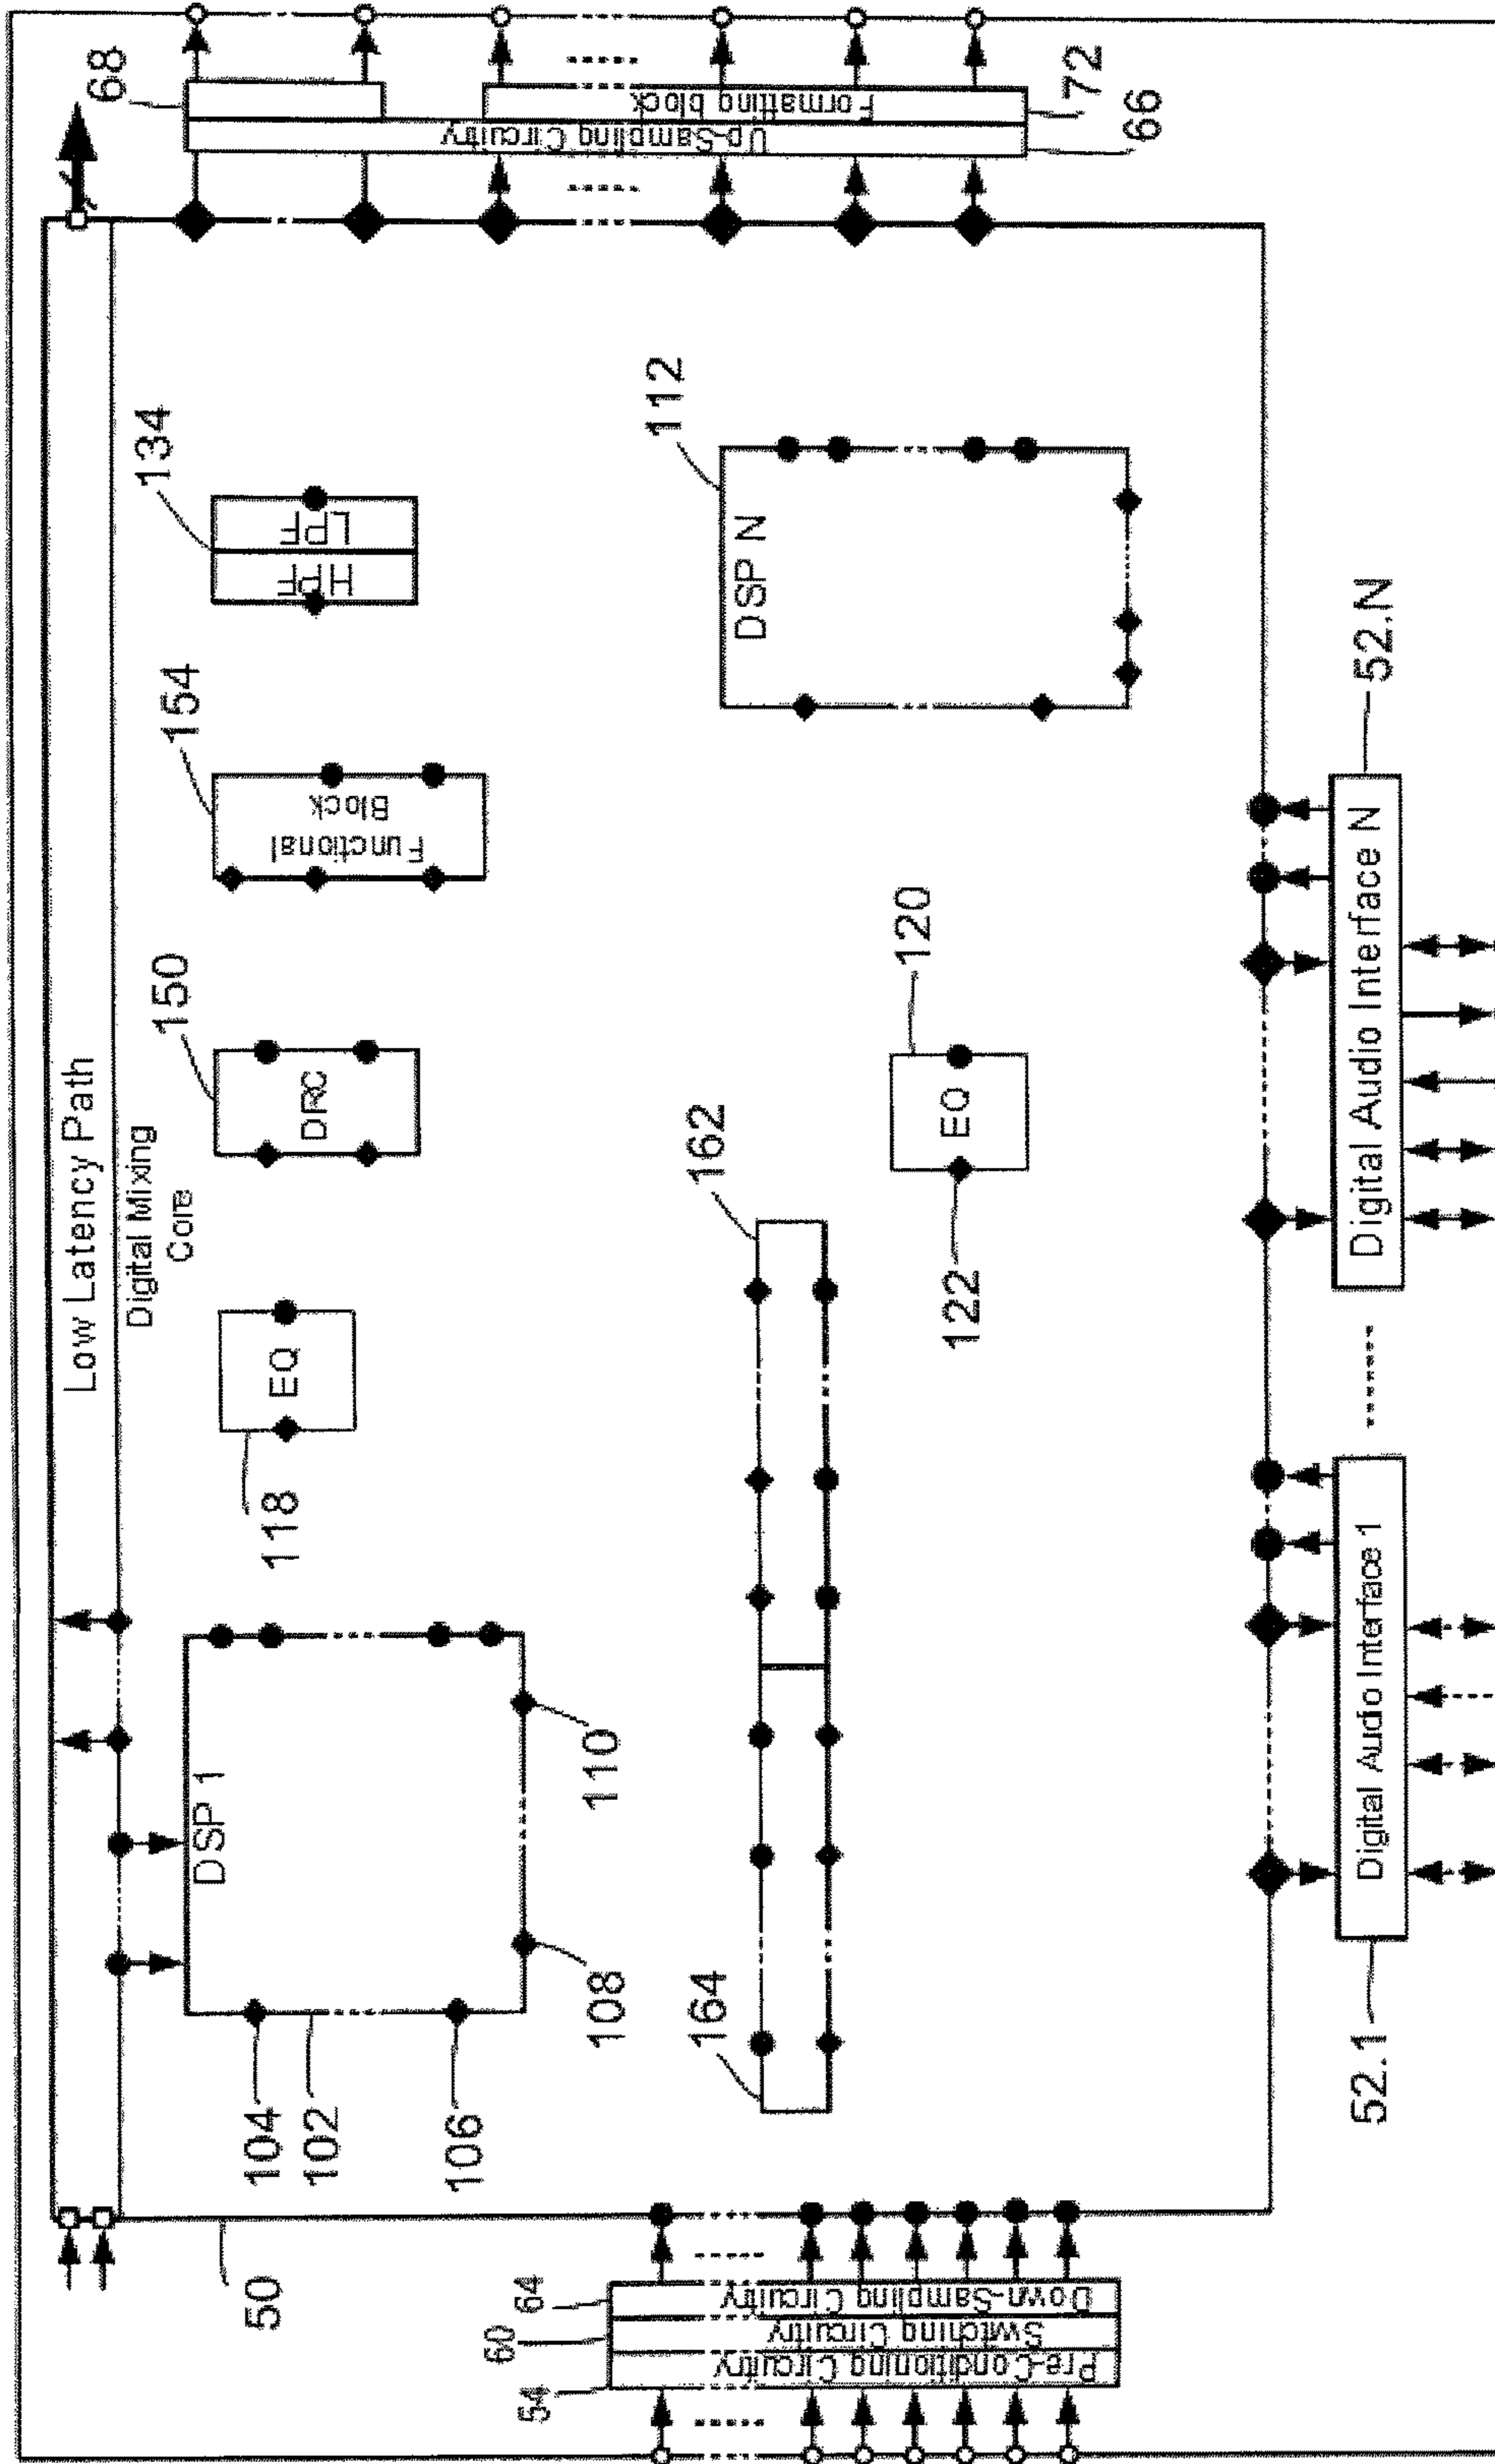 Low Latency Path
Digital Mixing
Core
68
134
154
150
118
EQ
DRC
Functional
Block
HPF
LPF
DSP 1
104
102
106
108
110
50
164
162
EQ
120
122
DSP N
112
54
60
64
Pre-Conditioning Circuitry
Switching Circuitry
Down-Sampling Circuitry
Up-Sampling Circuitry
Formatting block
72
66
Digital Audio Interface 1
52.1
Digital Audio Interface N
52.N